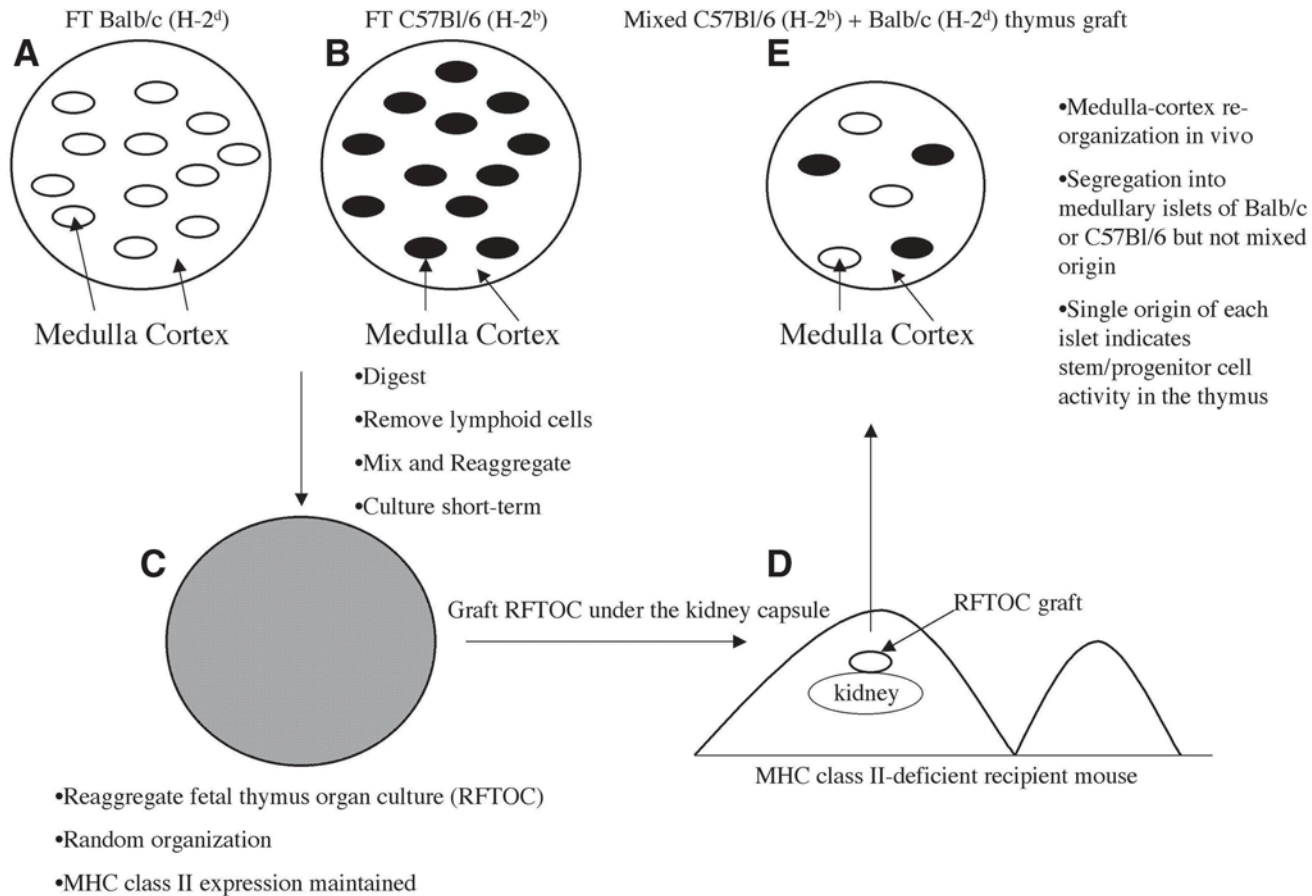 FT Balb/c (H-2ᵈ)
FT C57Bl/6 (H-2ᵇ)
Mixed C57Bl/6 (H-2ᵇ) + Balb/c (H-2ᵈ) thymus graft
A
B
E
Medulla Cortex
Medulla Cortex
Medulla Cortex
•Medulla-cortex re-
organization in vivo
•Segregation into
medullary islets of Balb/c
or C57Bl/6 but not mixed
origin
•Single origin of each
islet indicates
stem/progenitor cell
activity in the thymus
•Digest
•Remove lymphoid cells
•Mix and Reaggregate
•Culture short-term
C
Graft RFTOC under the kidney capsule
D
RFTOC graft
kidney
MHC class II-deficient recipient mouse
•Reaggregate fetal thymus organ culture (RFTOC)
•Random organization
•MHC class II expression maintained